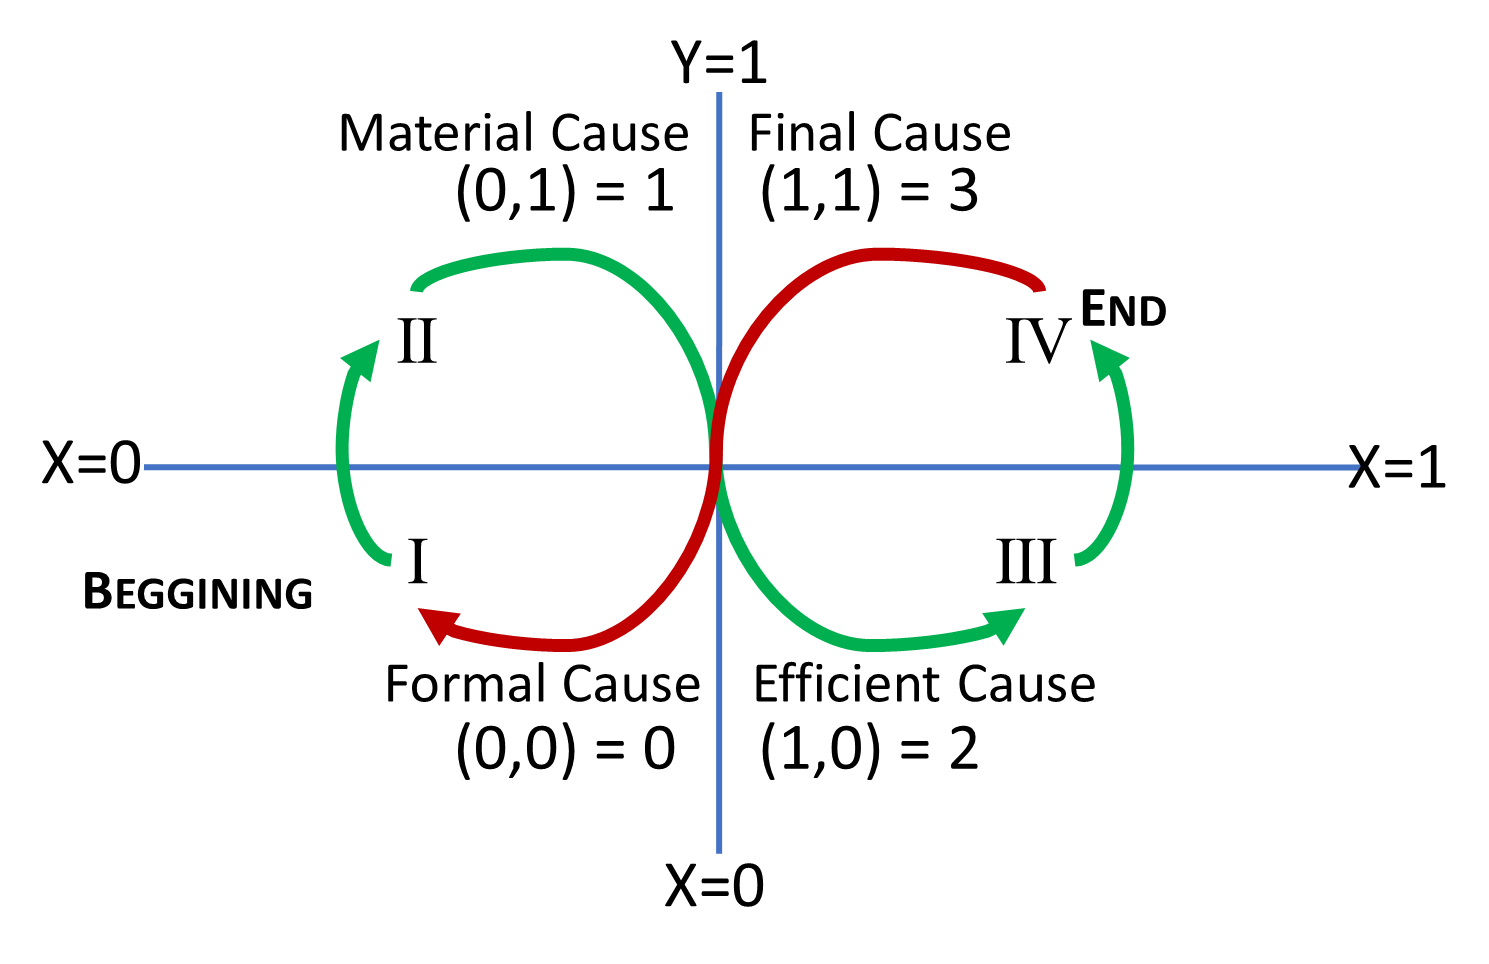 Y=1
Material Cause
(0,1) = 1
Final Cause
(1,1) = 3
II
IV
END
X=0
X=1
I
III
BEGGINING
Formal Cause
(0,0) = 0
Efficient Cause
(1,0) = 2
X=0